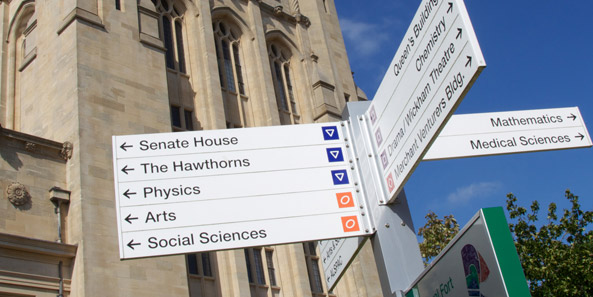 ← Senate House
← The Hawthorns
← Physics
← Arts
← Social Sciences
Queen's Building
Chemistry →
Drama/Wickham Theatre →
Merchant Venturers Bldg. →
Mathematics →
Medical Sciences →
ALSPAC